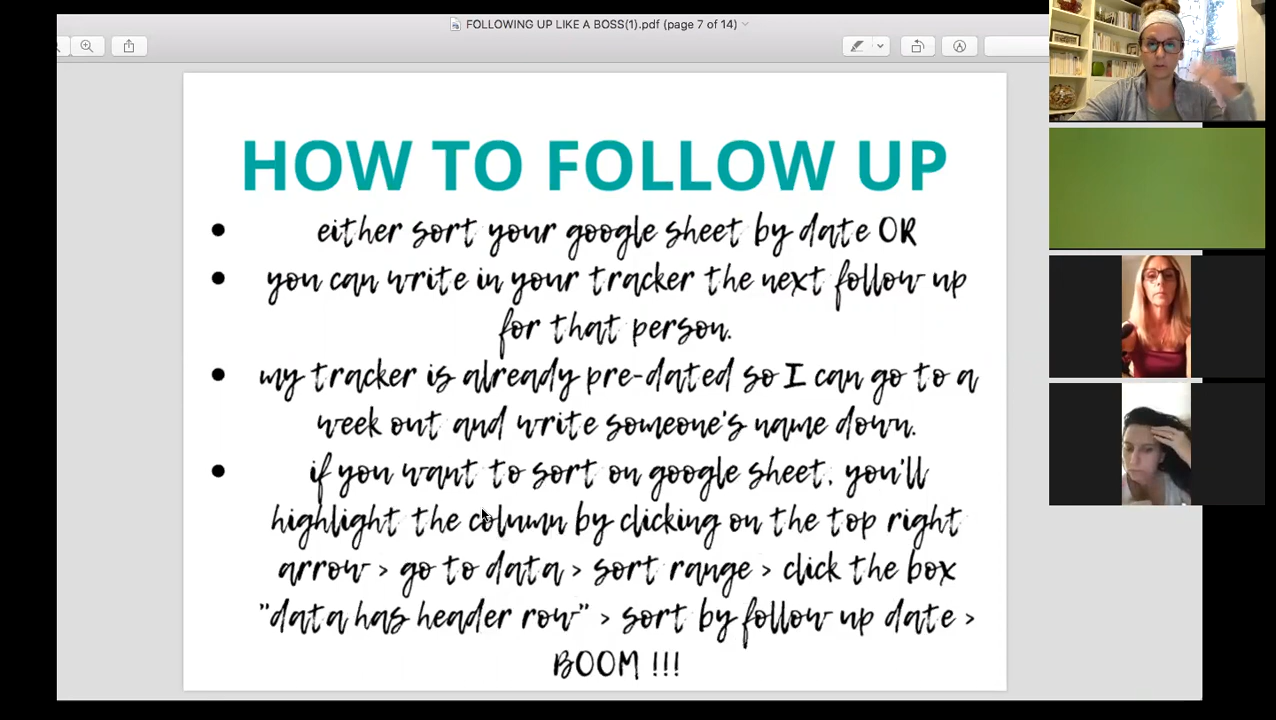 FOLLOWING UP LIKE A BOSS(1).pdf (page 7 of 14)
HOW TO FOLLOW UP
• either sort your google sheet by date OR
• you can write in your tracker the next follow up
for that person.
• my tracker is already pre-dated so I can go to a
week out and write someone's name down.
• if you want to sort on google sheet, you'll
highlight the column by clicking on the top right
arrow > go to data > sort range > click the box
"data has header row" > sort by follow up date >
BOOM !!!